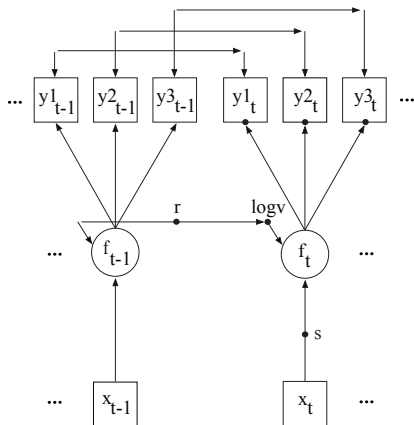 ... y1t-1 y2t-1 y3t-1 y1t y2t y3t ...
r logv
... ft-1 ft ...
s
... xt-1 xt ...